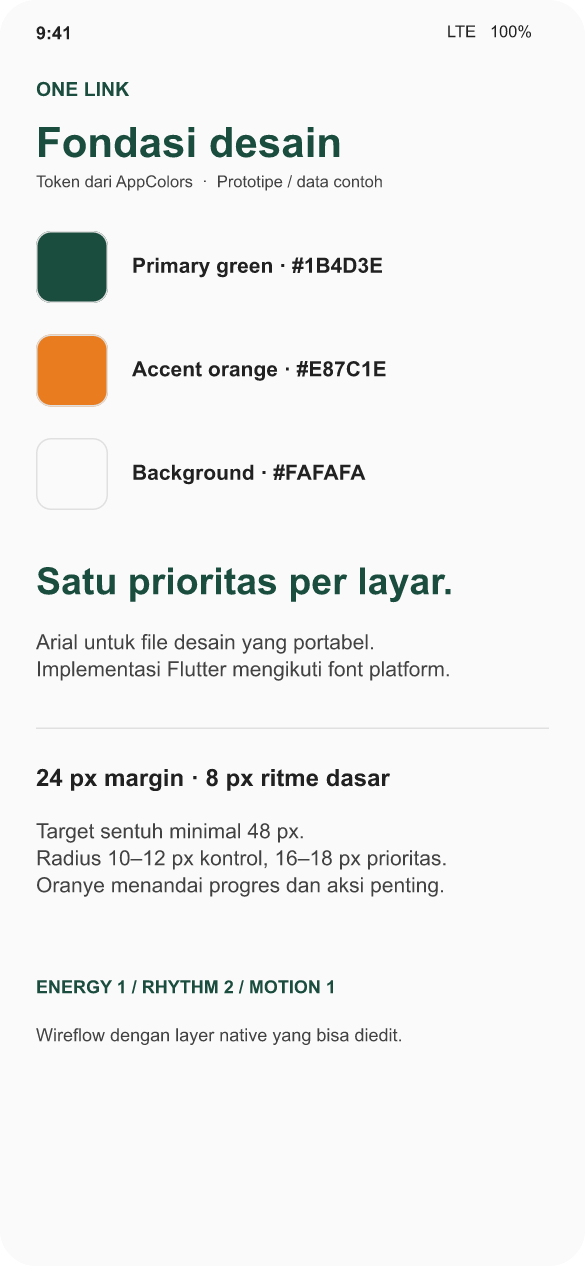 9:41
LTE 100%
ONE LINK
Fondasi desain
Token dari AppColors · Prototipe / data contoh
Primary green · #1B4D3E
Accent orange · #E87C1E
Background · #FAFAFA
Satu prioritas per layar.
Arial untuk file desain yang portabel.
Implementasi Flutter mengikuti font platform.
24 px margin · 8 px ritme dasar
Target sentuh minimal 48 px.
Radius 10–12 px kontrol, 16–18 px prioritas.
Oranye menandai progres dan aksi penting.
ENERGY 1 / RHYTHM 2 / MOTION 1
Wireflow dengan layer native yang bisa diedit.